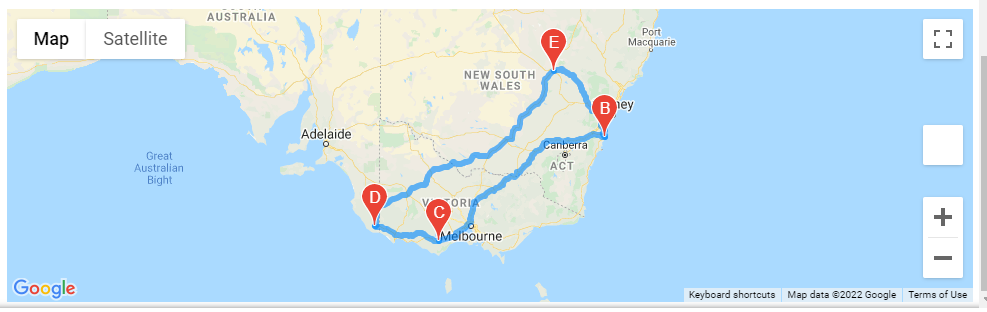 SOUTH
AUSTRALIA
Map
Satellite
Port
Macquarie
E
NEW SOUTH
WALES
B
ney
Adelaide
Canberra
ACT
Great
Australian
Bight
D
VICTORIA
C
Melbourne
Google
Keyboard shortcuts
Map data ©2022 Google
Terms of Use